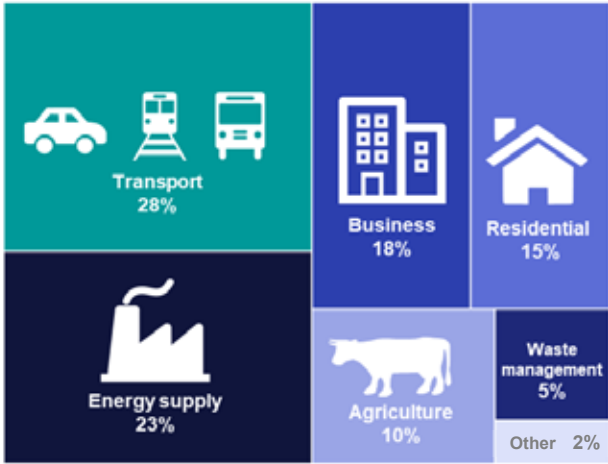 Transport
28%
Business
18%
Residential
15%
Energy supply
23%
Agriculture
10%
Waste
management
5%
Other 2%